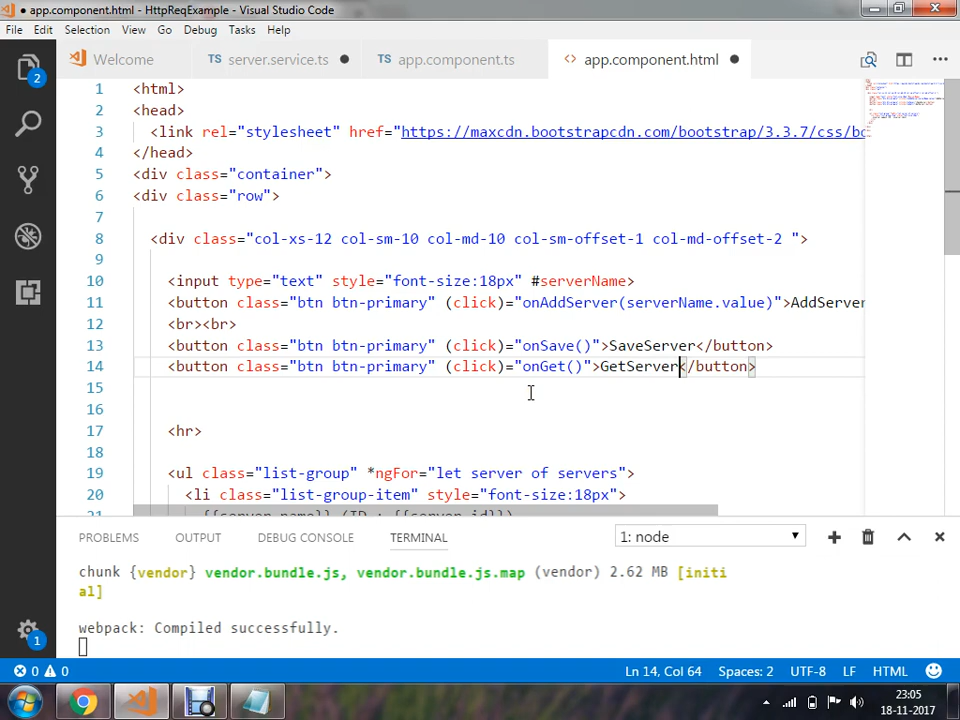 app.component.html - HttpReqExample - Visual Studio Code
File Edit Selection View Go Debug Tasks Help
Welcome TS server.service.ts TS app.component.ts <> app.component.html
1 <html>
2 <head>
3 <link rel="stylesheet" href="https://maxcdn.bootstrapcdn.com/bootstrap/3.3.7/css/bo
4 </head>
5 <div class="container">
6 <div class="row">
7
8 <div class="col-xs-12 col-sm-10 col-md-10 col-sm-offset-1 col-md-offset-2 ">
9
10 <input type="text" style="font-size:18px" #serverName>
11 <button class="btn btn-primary" (click)="onAddServer(serverName.value)">AddServer
12 <br><br>
13 <button class="btn btn-primary" (click)="onSave()">SaveServer</button>
14 <button class="btn btn-primary" (click)="onGet()">GetServer</button>
15
16
17 <hr>
18
19 <ul class="list-group" *ngFor="let server of servers">
20 <li class="list-group-item" style="font-size:18px">
21 {{server.name}} (ID : {{server.id}})
2
1
PROBLEMS OUTPUT DEBUG CONSOLE TERMINAL 1: node
chunk {vendor} vendor.bundle.js, vendor.bundle.js.map (vendor) 2.62 MB [initi
al]
webpack: Compiled successfully.
0 0 Ln 14, Col 64 Spaces: 2 UTF-8 LF HTML
23:05
18-11-2017